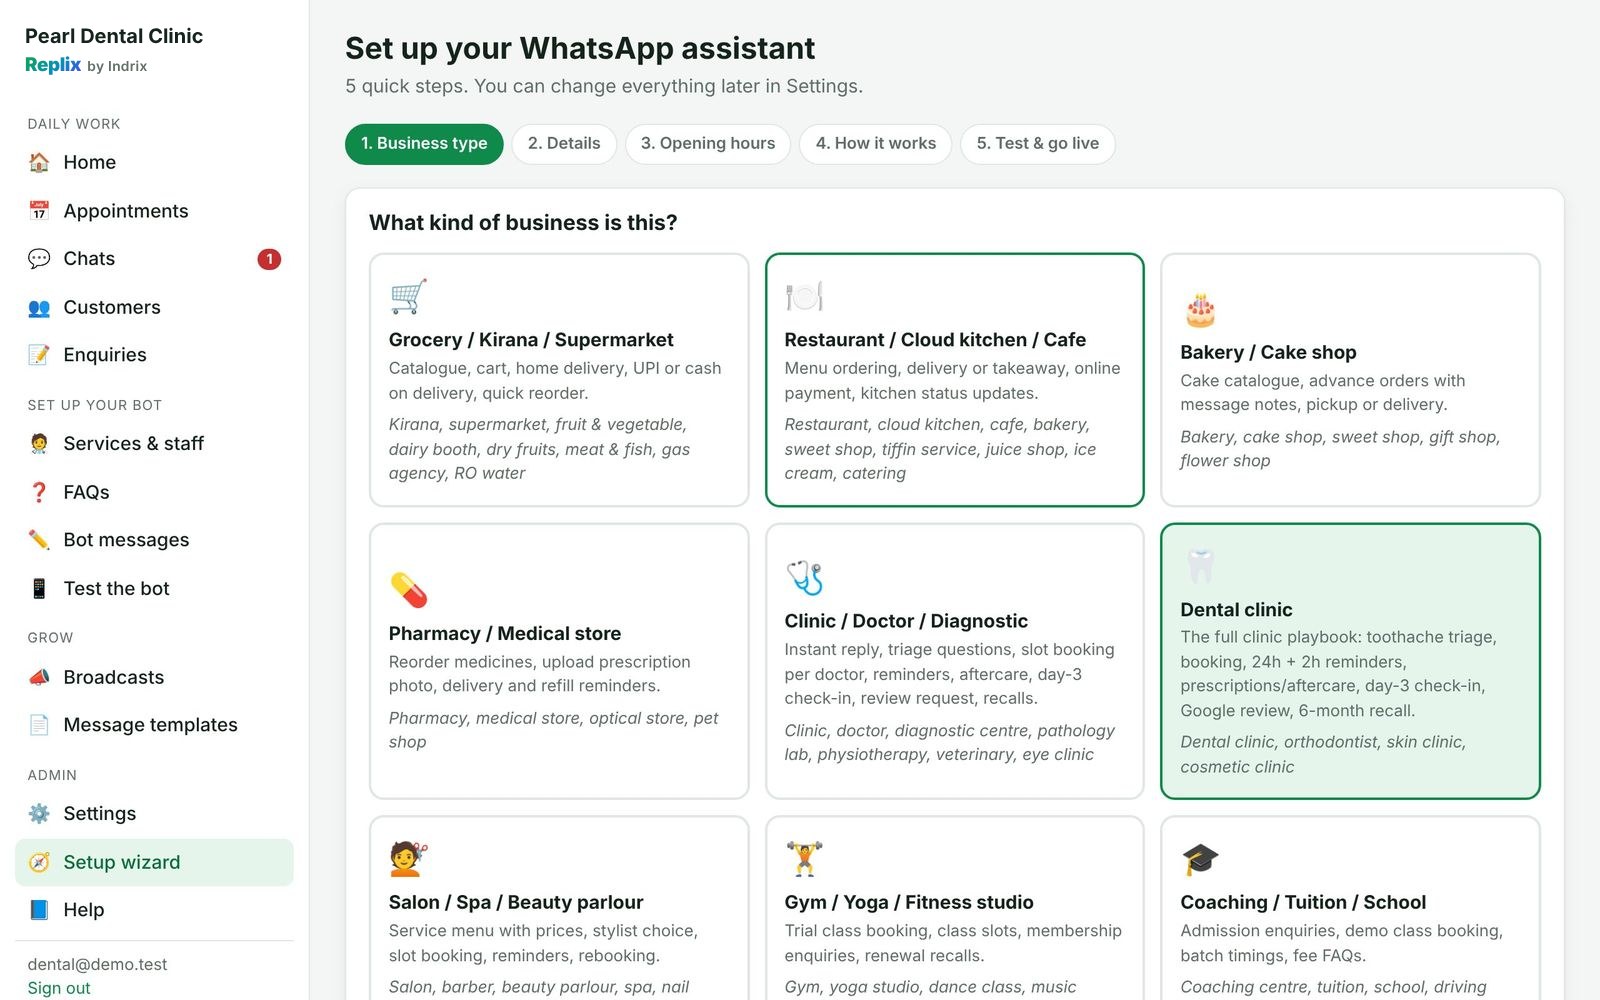 Pearl Dental Clinic
Replix by Indrix
DAILY WORK
Home
Appointments
Chats 1
Customers
Enquiries
SET UP YOUR BOT
Services & staff
FAQs
Bot messages
Test the bot
GROW
Broadcasts
Message templates
ADMIN
Settings
Setup wizard
Help
dental@demo.test
Sign out
Set up your WhatsApp assistant
5 quick steps. You can change everything later in Settings.
1. Business type
2. Details
3. Opening hours
4. How it works
5. Test & go live
What kind of business is this?
Grocery / Kirana / Supermarket
Catalogue, cart, home delivery, UPI or cash
on delivery, quick reorder.
Kirana, supermarket, fruit & vegetable,
dairy booth, dry fruits, meat & fish, gas
agency, RO water
Restaurant / Cloud kitchen / Cafe
Menu ordering, delivery or takeaway, online
payment, kitchen status updates.
Restaurant, cloud kitchen, cafe, bakery,
sweet shop, tiffin service, juice shop, ice
cream, catering
Bakery / Cake shop
Cake catalogue, advance orders with
message notes, pickup or delivery.
Bakery, cake shop, sweet shop, gift shop,
flower shop
Pharmacy / Medical store
Reorder medicines, upload prescription
photo, delivery and refill reminders.
Pharmacy, medical store, optical store, pet
shop
Clinic / Doctor / Diagnostic
Instant reply, triage questions, slot booking
per doctor, reminders, aftercare, day-3
check-in, review request, recalls.
Clinic, doctor, diagnostic centre, pathology
lab, physiotherapy, veterinary, eye clinic
Dental clinic
The full clinic playbook: toothache triage,
booking, 24h + 2h reminders,
prescriptions/aftercare, day-3 check-in,
Google review, 6-month recall.
Dental clinic, orthodontist, skin clinic,
cosmetic clinic
Salon / Spa / Beauty parlour
Service menu with prices, stylist choice,
slot booking, reminders, rebooking.
Salon, barber, beauty parlour, spa, nail
Gym / Yoga / Fitness studio
Trial class booking, class slots, membership
enquiries, renewal recalls.
Gym, yoga studio, dance class, music
Coaching / Tuition / School
Admission enquiries, demo class booking,
batch timings, fee FAQs.
Coaching centre, tuition, school, driving